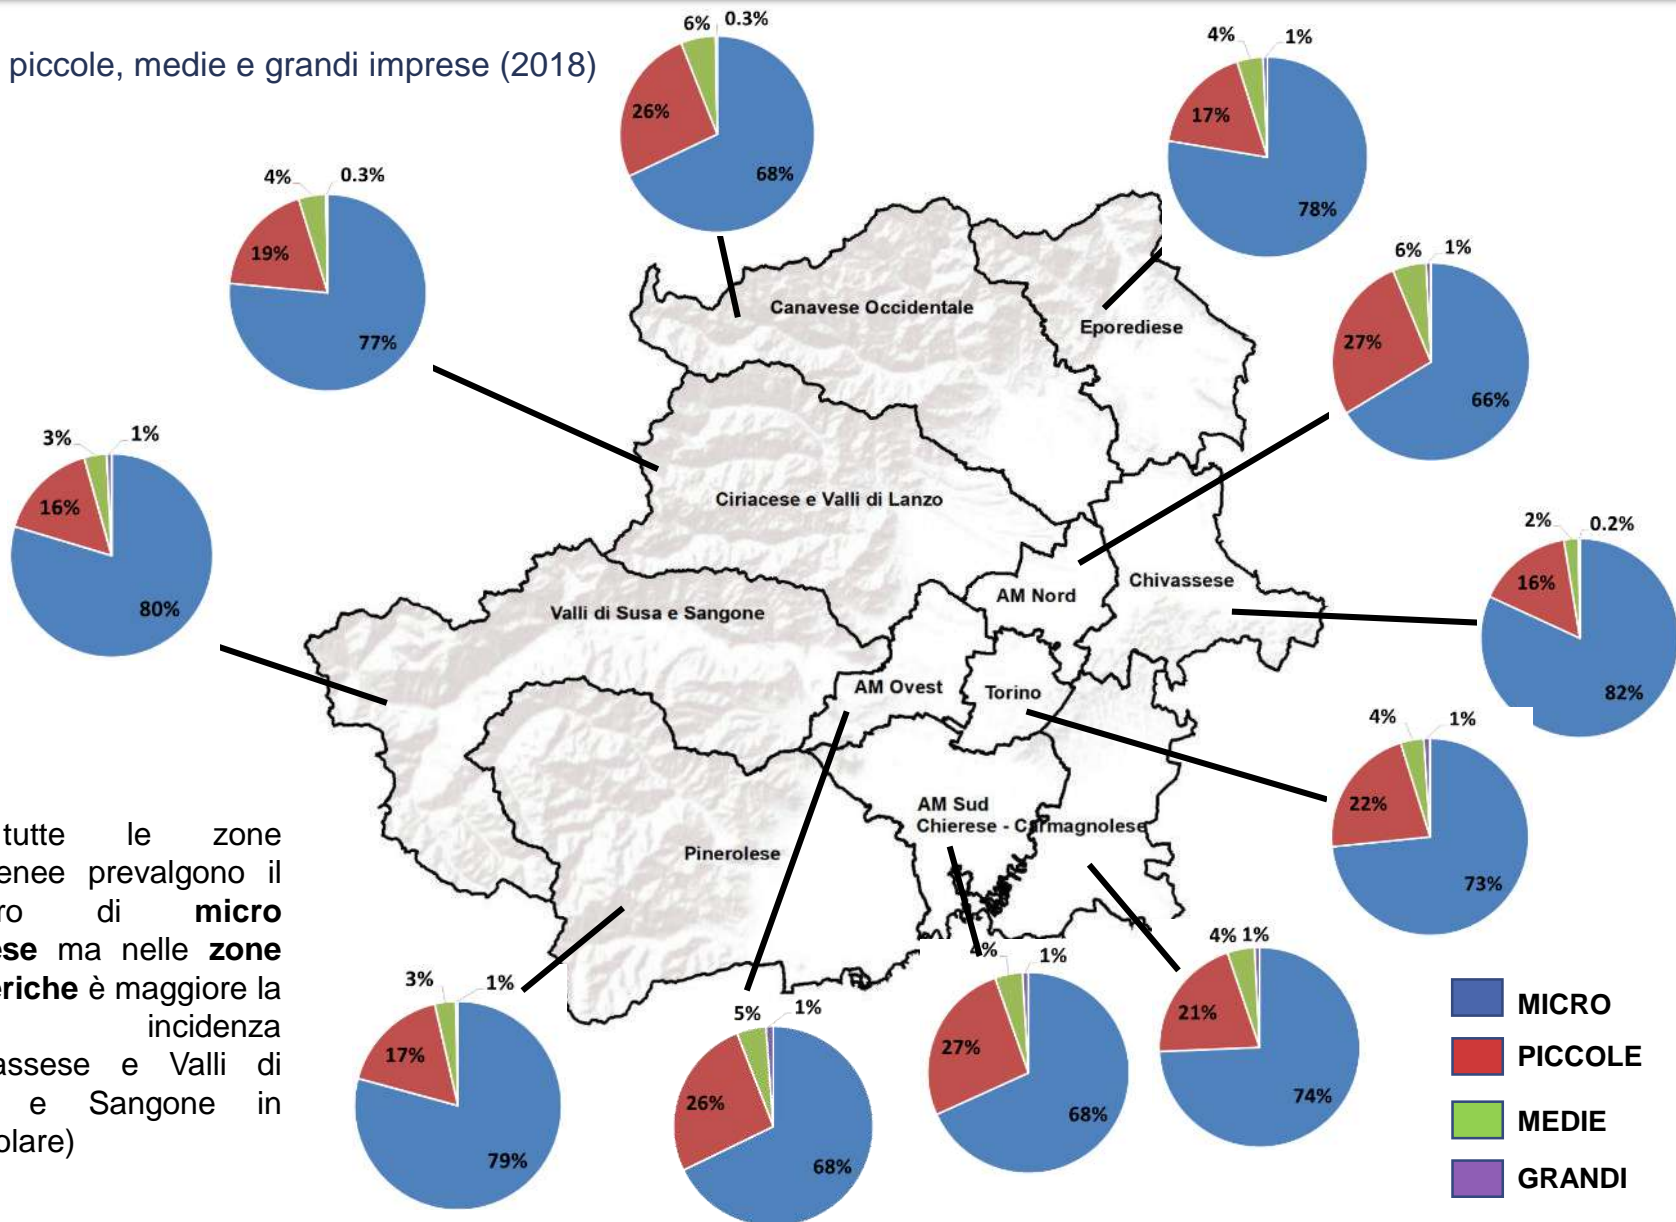 piccole, medie e grandi imprese (2018)
6% 0.3%
26%
68%
4% 1%
17%
78%
4% 0.3%
19%
77%
6% 1%
27%
66%
3% 1%
16%
80%
2% 0.2%
16%
82%
4% 1%
22%
73%
Canavese Occidentale
Eporediese
Ciriacese e Valli di Lanzo
AM Nord
Chivassese
Valli di Susa e Sangone
AM Ovest
Torino
AM Sud
Chierese - Carmagnolese
Pinerolese
tutte le zone
enee prevalgono il
ro di micro
ese ma nelle zone
eriche è maggiore la
incidenza
assese e Valli di
e Sangone in
olare)
3% 1%
17%
79%
5% 1%
26%
68%
4% 1%
27%
68%
4% 1%
21%
74%
MICRO
PICCOLE
MEDIE
GRANDI